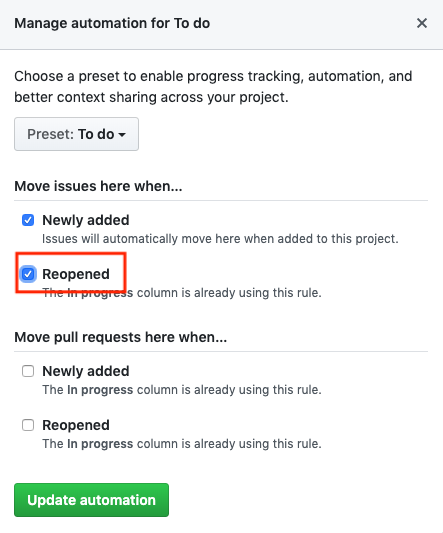 Manage automation for To do
Choose a preset to enable progress tracking, automation, and
better context sharing across your project.
Preset: To do
Move issues here when...
Newly added
Issues will automatically move here when added to this project.
Reopened
The In progress column is already using this rule.
Move pull requests here when...
Newly added
The In progress column is already using this rule.
Reopened
The In progress column is already using this rule.
Update automation